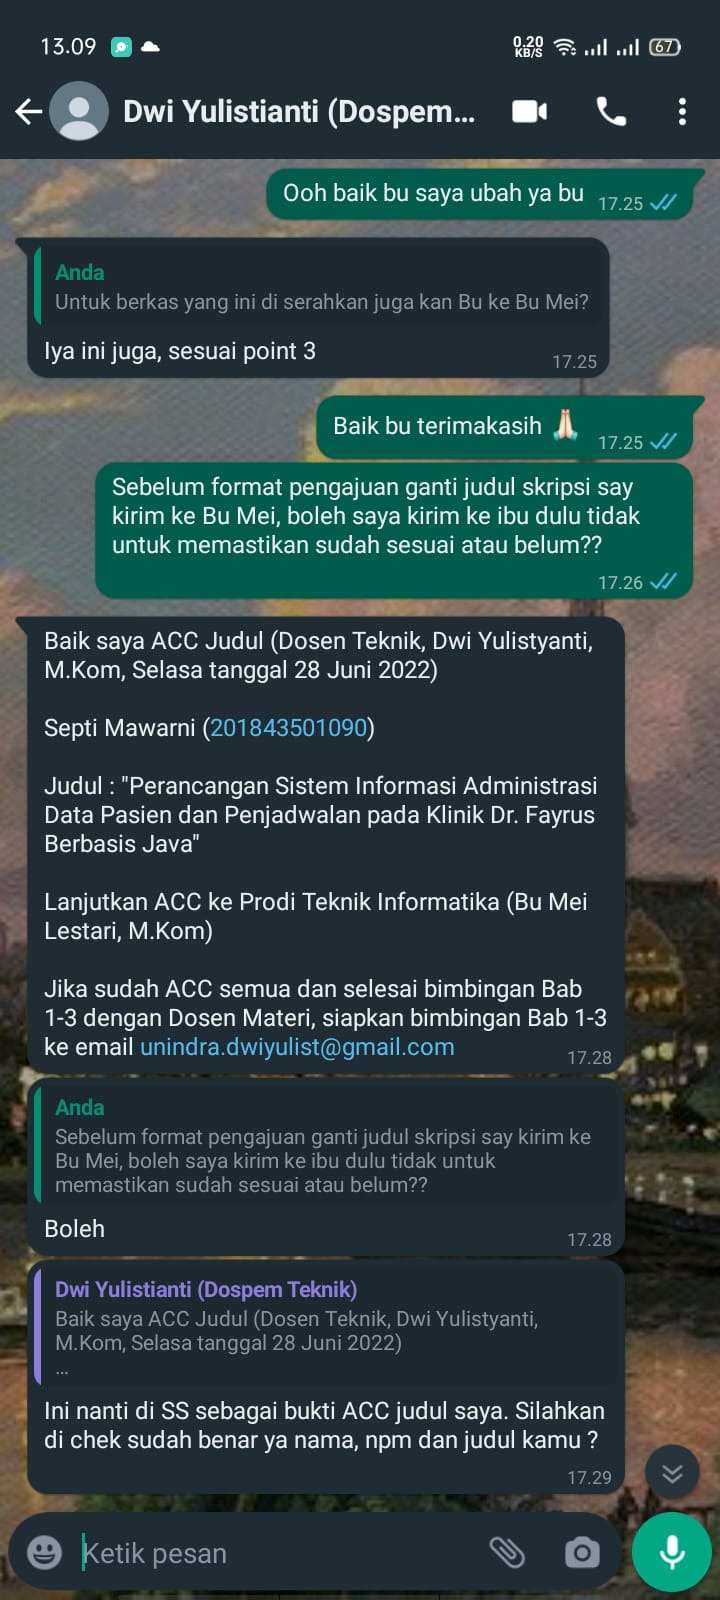 13.09
0.20
KB/S
67
Dwi Yulistianti (Dospem...
Ooh baik bu saya ubah ya bu
17.25
Anda
Untuk berkas yang ini di serahkan juga kan Bu ke Bu Mei?
Iya ini juga, sesuai point 3
17.25
Baik bu terimakasih 🙏🏻
17.25
Sebelum format pengajuan ganti judul skripsi say
kirim ke Bu Mei, boleh saya kirim ke ibu dulu tidak
untuk memastikan sudah sesuai atau belum??
17.26
Baik saya ACC Judul (Dosen Teknik, Dwi Yulistyanti,
M.Kom, Selasa tanggal 28 Juni 2022)
Septi Mawarni (201843501090)
Judul : "Perancangan Sistem Informasi Administrasi
Data Pasien dan Penjadwalan pada Klinik Dr. Fayrus
Berbasis Java"
Lanjutkan ACC ke Prodi Teknik Informatika (Bu Mei
Lestari, M.Kom)
Jika sudah ACC semua dan selesai bimbingan Bab
1-3 dengan Dosen Materi, siapkan bimbingan Bab 1-3
ke email unindra.dwiyulist@gmail.com
17.28
Anda
Sebelum format pengajuan ganti judul skripsi say kirim ke
Bu Mei, boleh saya kirim ke ibu dulu tidak untuk
memastikan sudah sesuai atau belum??
Boleh
17.28
Dwi Yulistianti (Dospem Teknik)
Baik saya ACC Judul (Dosen Teknik, Dwi Yulistyanti,
M.Kom, Selasa tanggal 28 Juni 2022)
...
Ini nanti di SS sebagai bukti ACC judul saya. Silahkan
di chek sudah benar ya nama, npm dan judul kamu ?
17.29
Ketik pesan